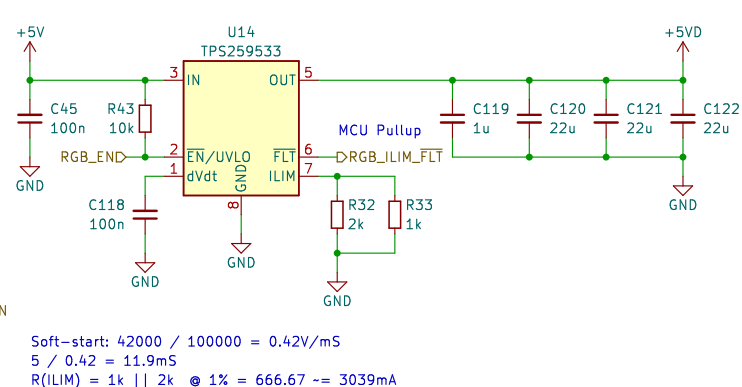 +5V
U14
TPS259533
+5VD
3 IN
OUT 5
C45
100n
R43
10k
C119
1u
C120
22u
C121
22u
C122
22u
MCU Pullup
RGB_EN
2 EN/UVLO
FLT 6
RGB_ILIM_FLT
1 dVdt
GND
ILIM 7
8
GND
GND
C118
100n
R32
2k
R33
1k
GND
GND
GND
N
Soft-start: 42000 / 100000 = 0.42V/mS
5 / 0.42 = 11.9mS
R(ILIM) = 1k || 2k @ 1% = 666.67 ~= 3039mA